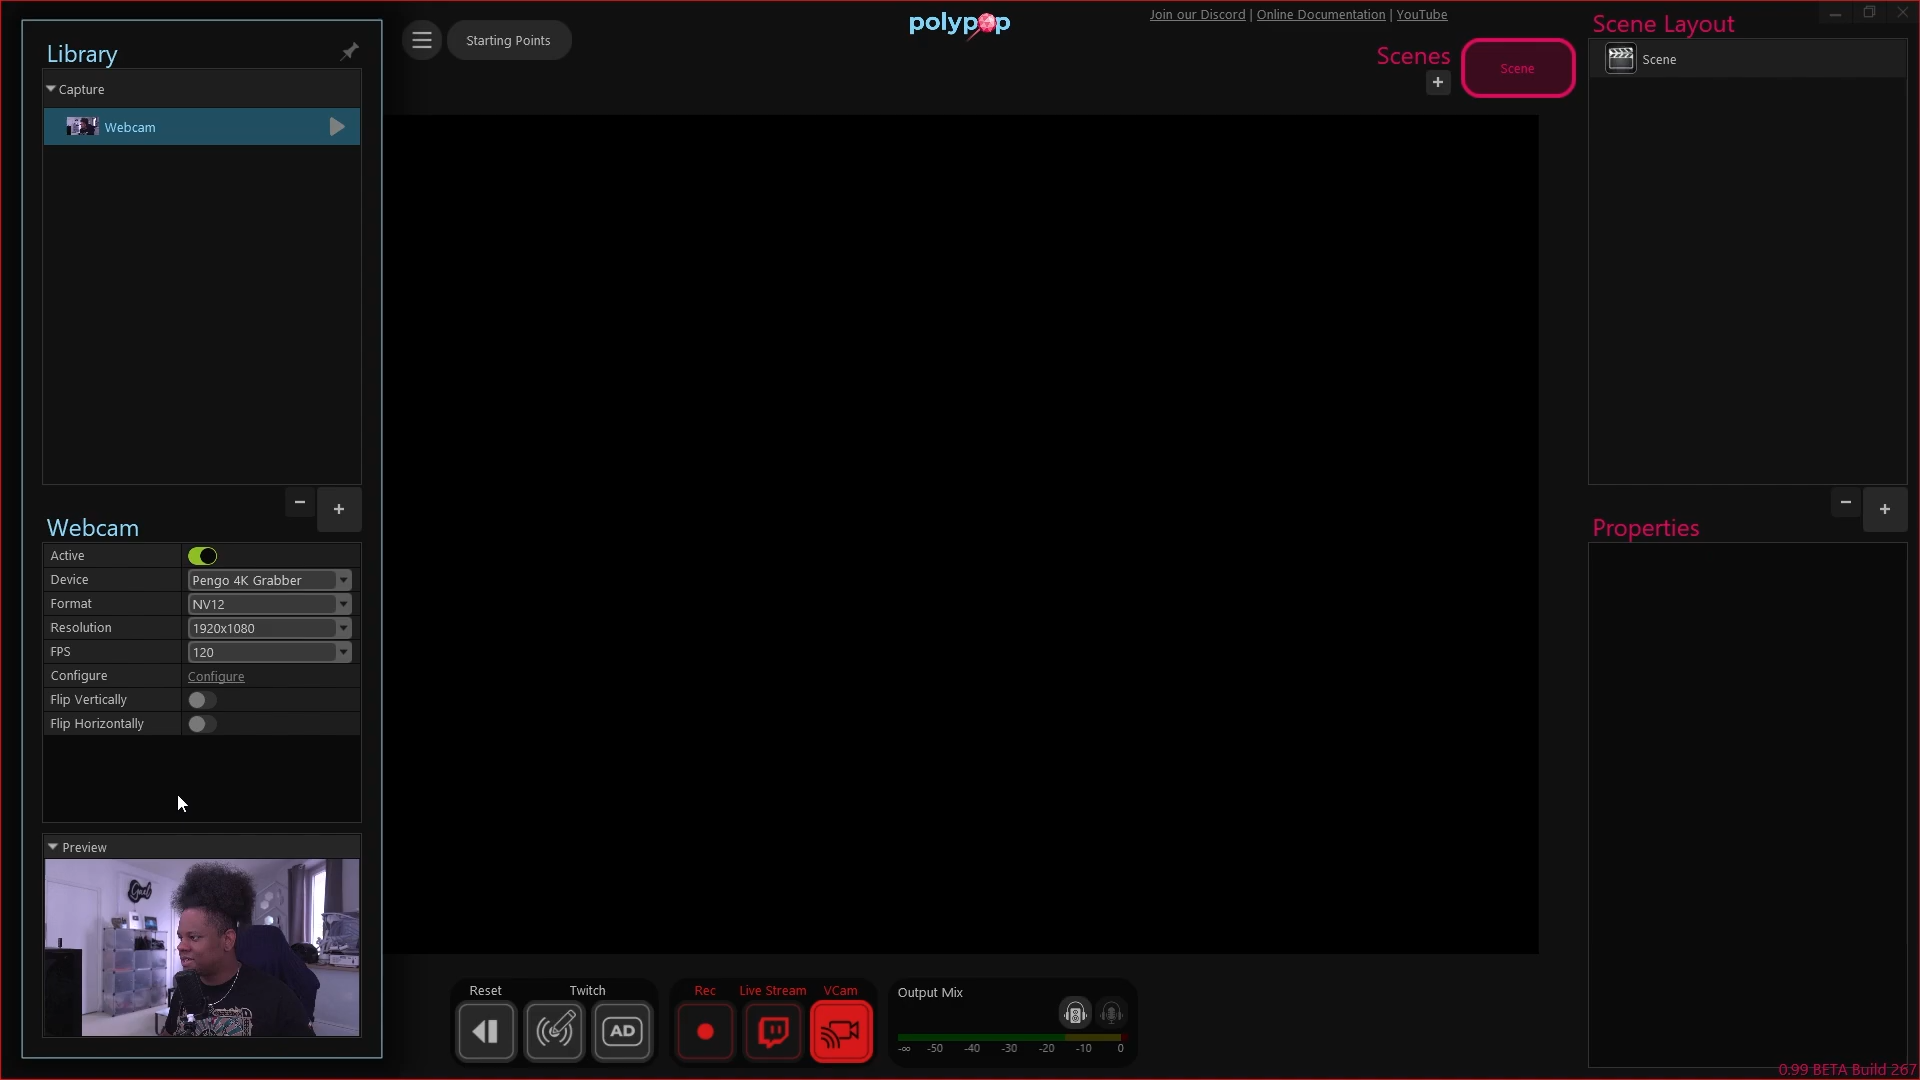 Library
Capture
Webcam
Webcam
Active
Device Pengo 4K Grabber
Format NV12
Resolution 1920x1080
FPS 120
Configure Configure
Flip Vertically
Flip Horizontally
Preview
Starting Points
polypop
Join our Discord | Online Documentation | YouTube
Scenes
Scene
Reset
Twitch
AD
Rec
Live Stream
VCam
Output Mix
-∞ -50 -40 -30 -20 -10 0
Scene Layout
Scene
Properties
0.99 BETA Build 267